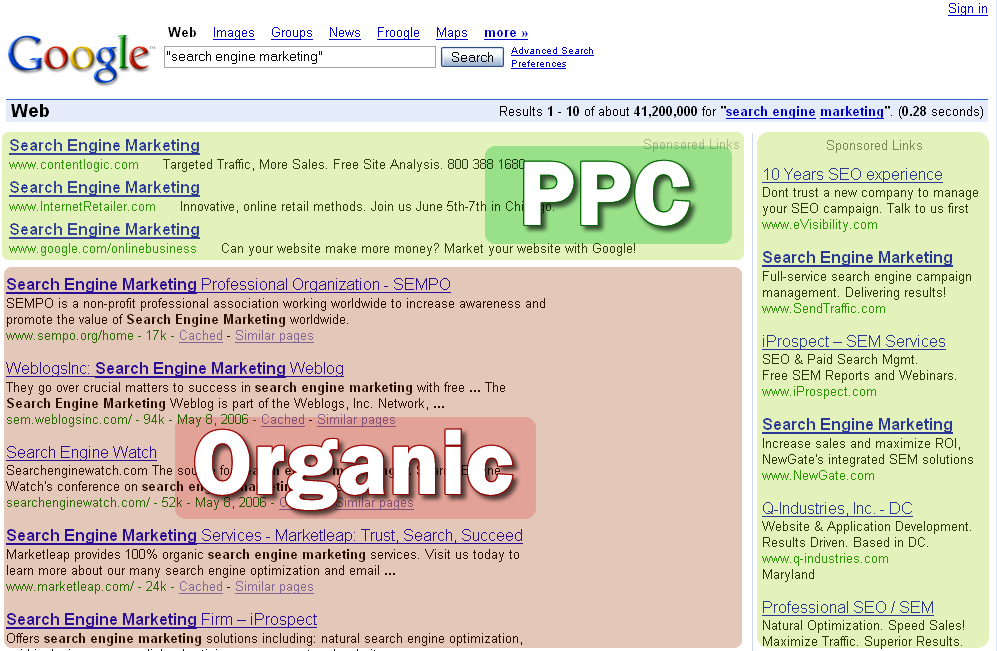 Sign in
Web Images Groups News Froogle Maps more »
Google™
"search engine marketing" Search Advanced Search
Preferences
Web Results 1 - 10 of about 41,200,000 for "search engine marketing". (0.28 seconds)
Sponsored Links
Search Engine Marketing
www.contentlogic.com Targeted Traffic, More Sales. Free Site Analysis. 800 388 1680
Search Engine Marketing
www.InternetRetailer.com Innovative, online retail methods. Join us June 5th-7th in Chicago.
Search Engine Marketing
www.google.com/onlinebusiness Can your website make more money? Market your website with Google!
PPC
Search Engine Marketing Professional Organization - SEMPO
SEMPO is a non-profit professional association working worldwide to increase awareness and
promote the value of Search Engine Marketing worldwide.
www.sempo.org/home - 17k - Cached - Similar pages
WeblogsInc: Search Engine Marketing Weblog
They go over crucial matters to success in search engine marketing with free ... The
Search Engine Marketing Weblog is part of the Weblogs, Inc. Network, ...
sem.weblogsinc.com/ - 94k - May 8, 2006 - Cached - Similar pages
Search Engine Watch
Searchenginewatch.com The source for search engine marketing. Search Engine
Watch's conference on search engine marketing
searchenginewatch.com/ - 52k - May 8, 2006 - Cached - Similar pages
Organic
Search Engine Marketing Services - Marketleap: Trust, Search, Succeed
Marketleap provides 100% organic search engine marketing services. Visit us today to
learn more about our many search engine optimization and email ...
www.marketleap.com/ - 24k - Cached - Similar pages
Search Engine Marketing Firm – iProspect
Offers search engine marketing solutions including: natural search engine optimization,
Sponsored Links
10 Years SEO experience
Dont trust a new company to manage
your SEO campaign. Talk to us first
www.eVisibility.com
Search Engine Marketing
Full-service search engine campaign
management. Delivering results!
www.SendTraffic.com
iProspect – SEM Services
SEO & Paid Search Mgmt.
Free SEM Reports and Webinars.
www.iProspect.com
Search Engine Marketing
Increase sales and maximize ROI,
NewGate's integrated SEM solutions
www.NewGate.com
Q-Industries, Inc. - DC
Website & Application Development.
Results Driven. Based in DC.
www.q-industries.com
Maryland
Professional SEO / SEM
Natural Optimization. Speed Sales!
Maximize Traffic. Superior Results.